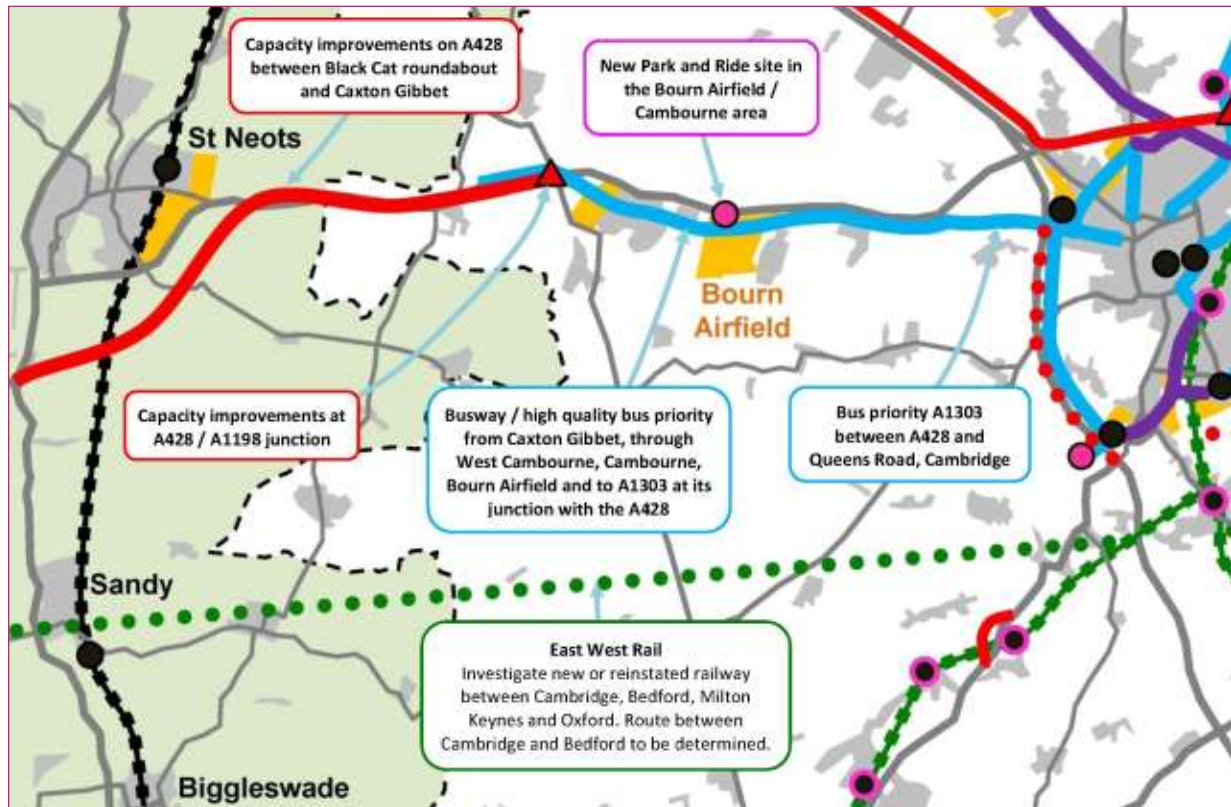 Capacity improvements on A428
between Black Cat roundabout
and Caxton Gibbet
New Park and Ride site in
the Bourn Airfield /
Cambourne area
St Neots
Bourn
Airfield
Capacity improvements at
A428 / A1198 junction
Busway / high quality bus priority
from Caxton Gibbet, through
West Cambourne, Cambourne,
Bourn Airfield and to A1303 at its
junction with the A428
Bus priority A1303
between A428 and
Queens Road, Cambridge
Sandy
East West Rail
Investigate new or reinstated railway
between Cambridge, Bedford, Milton
Keynes and Oxford. Route between
Cambridge and Bedford to be determined.
Biggleswade